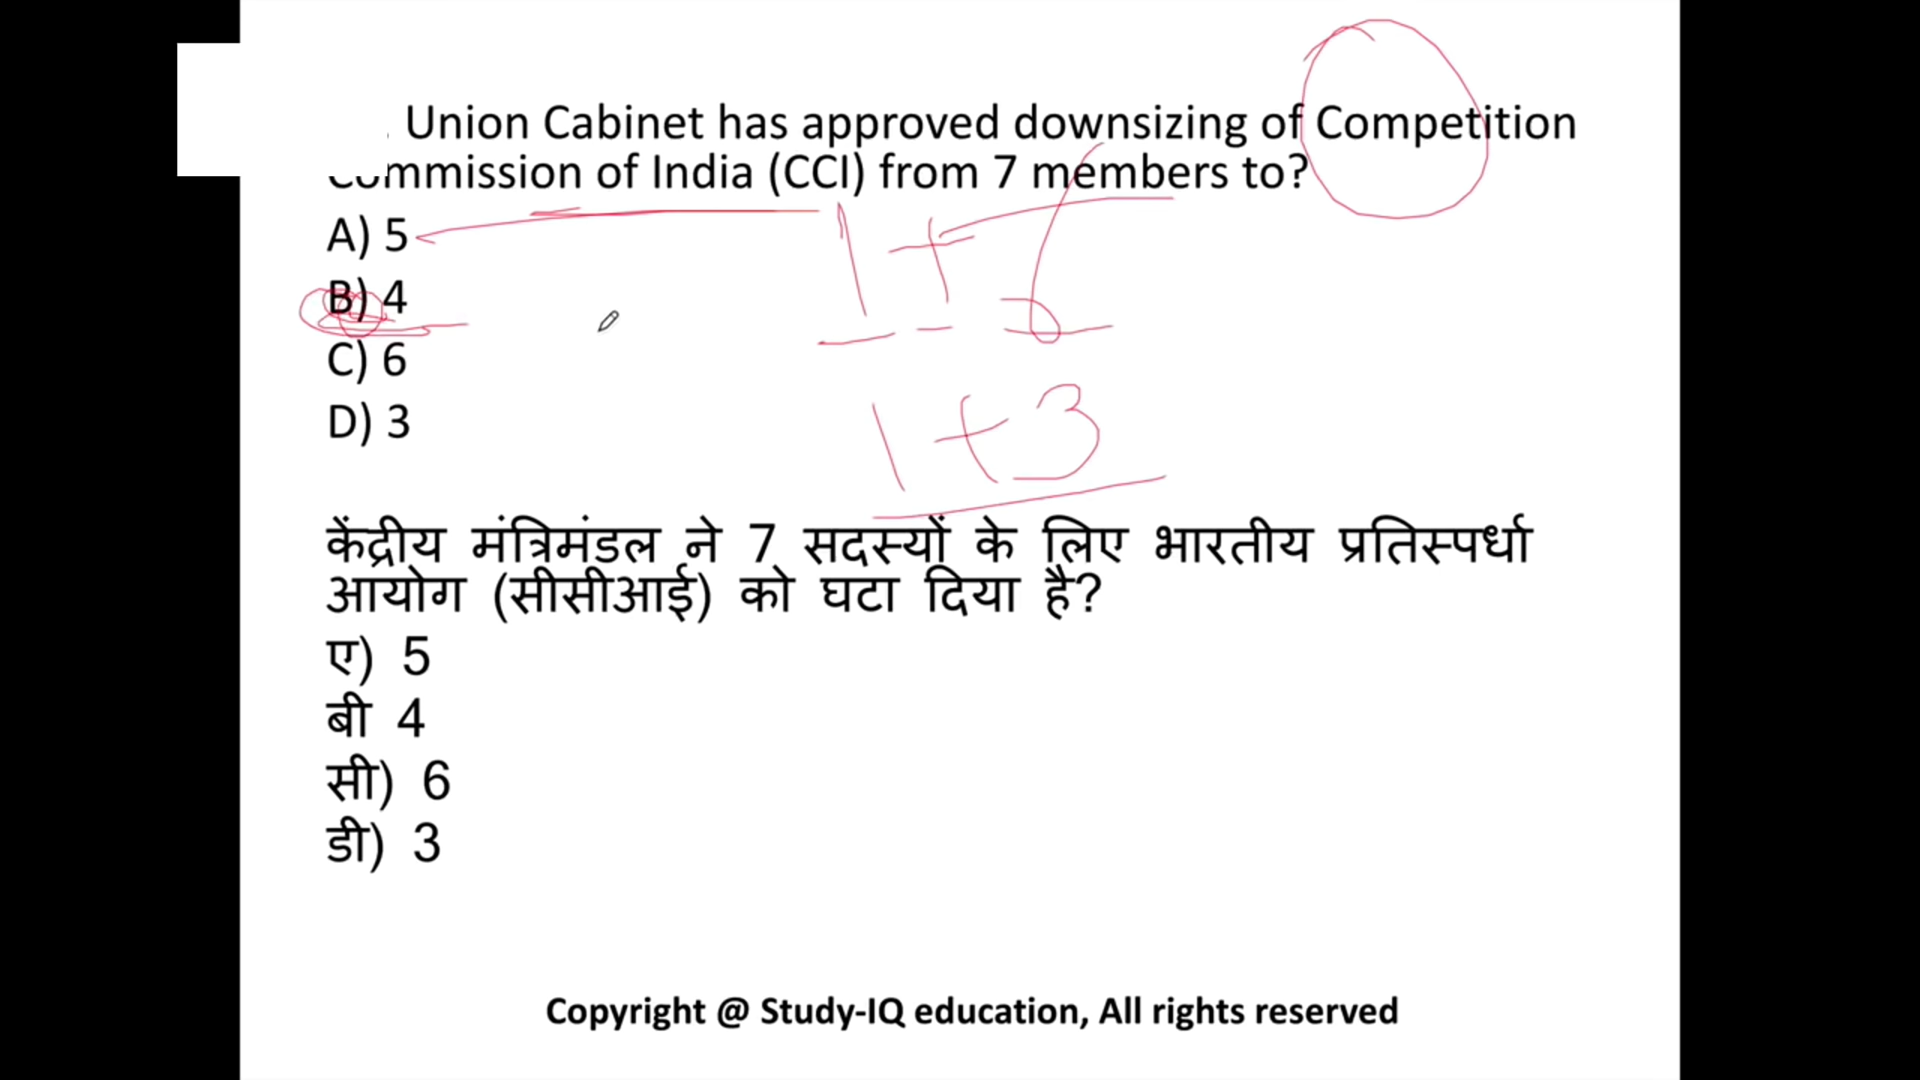 Union Cabinet has approved downsizing of Competition
Commission of India (CCI) from 7 members to?
A) 5
B) 4
C) 6
D) 3
1 + 6
1 + 3
केंद्रीय मंत्रिमंडल ने 7 सदस्यों के लिए भारतीय प्रतिस्पर्धा
आयोग (सीसीआई) को घटा दिया है?
ए) 5
बी 4
सी) 6
डी) 3
Copyright @ Study-IQ education, All rights reserved